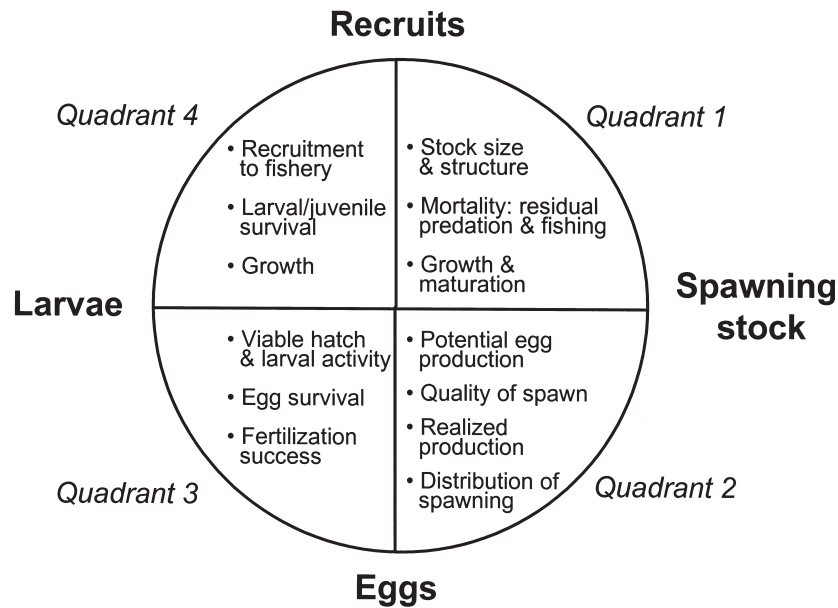 Recruits
Quadrant 4
Quadrant 1
• Recruitment
to fishery
• Larval/juvenile
survival
• Growth
• Stock size
& structure
• Mortality: residual
predation & fishing
• Growth &
maturation
Larvae
Spawning
stock
• Viable hatch
& larval activity
• Egg survival
• Fertilization
success
• Potential egg
production
• Quality of spawn
• Realized
production
• Distribution of
spawning
Quadrant 3
Quadrant 2
Eggs